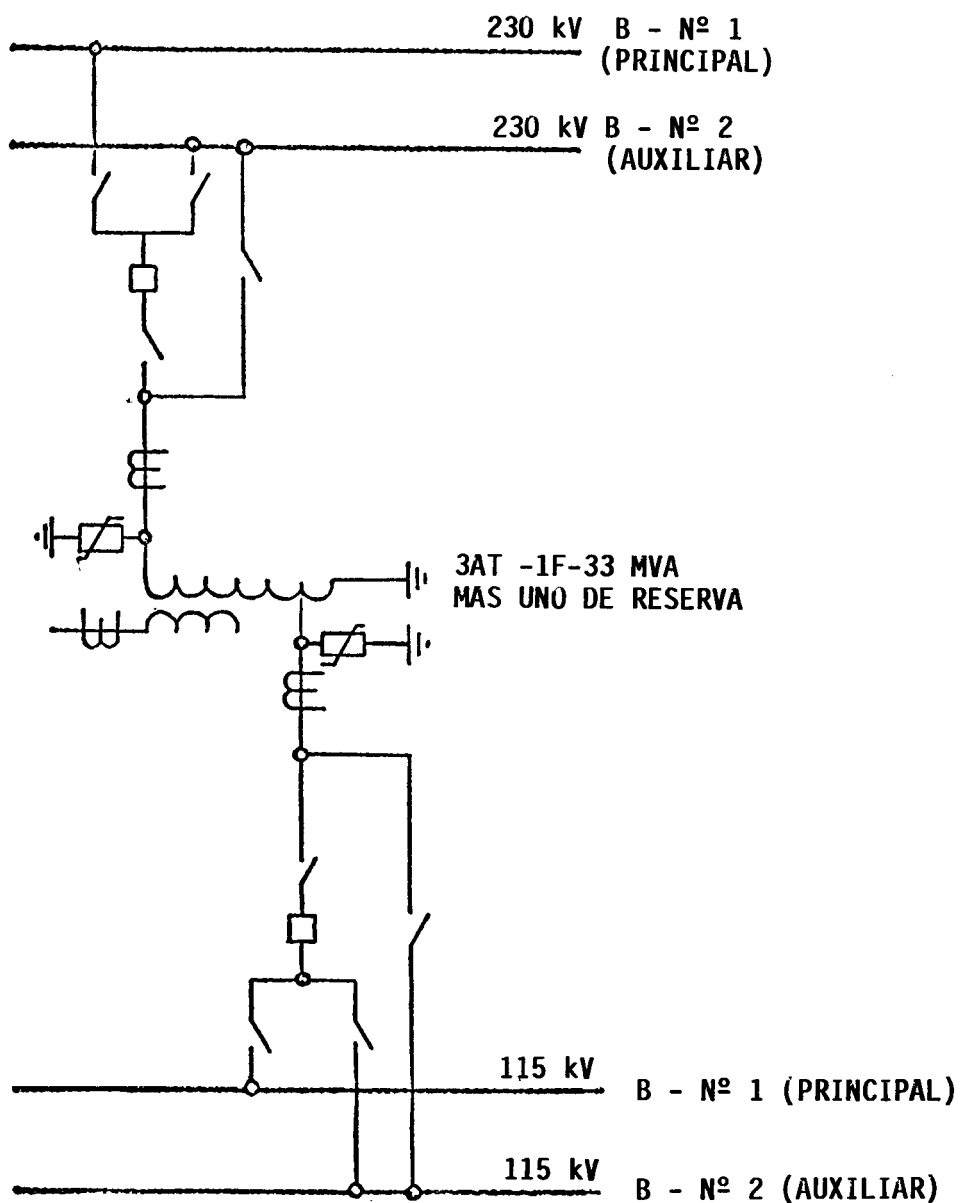 230 kV B - Nº 1
(PRINCIPAL)
230 kV B - Nº 2
(AUXILIAR)
3AT -1F-33 MVA
MAS UNO DE RESERVA
115 kV
B - Nº 1 (PRINCIPAL)
115 kV
B - Nº 2 (AUXILIAR)